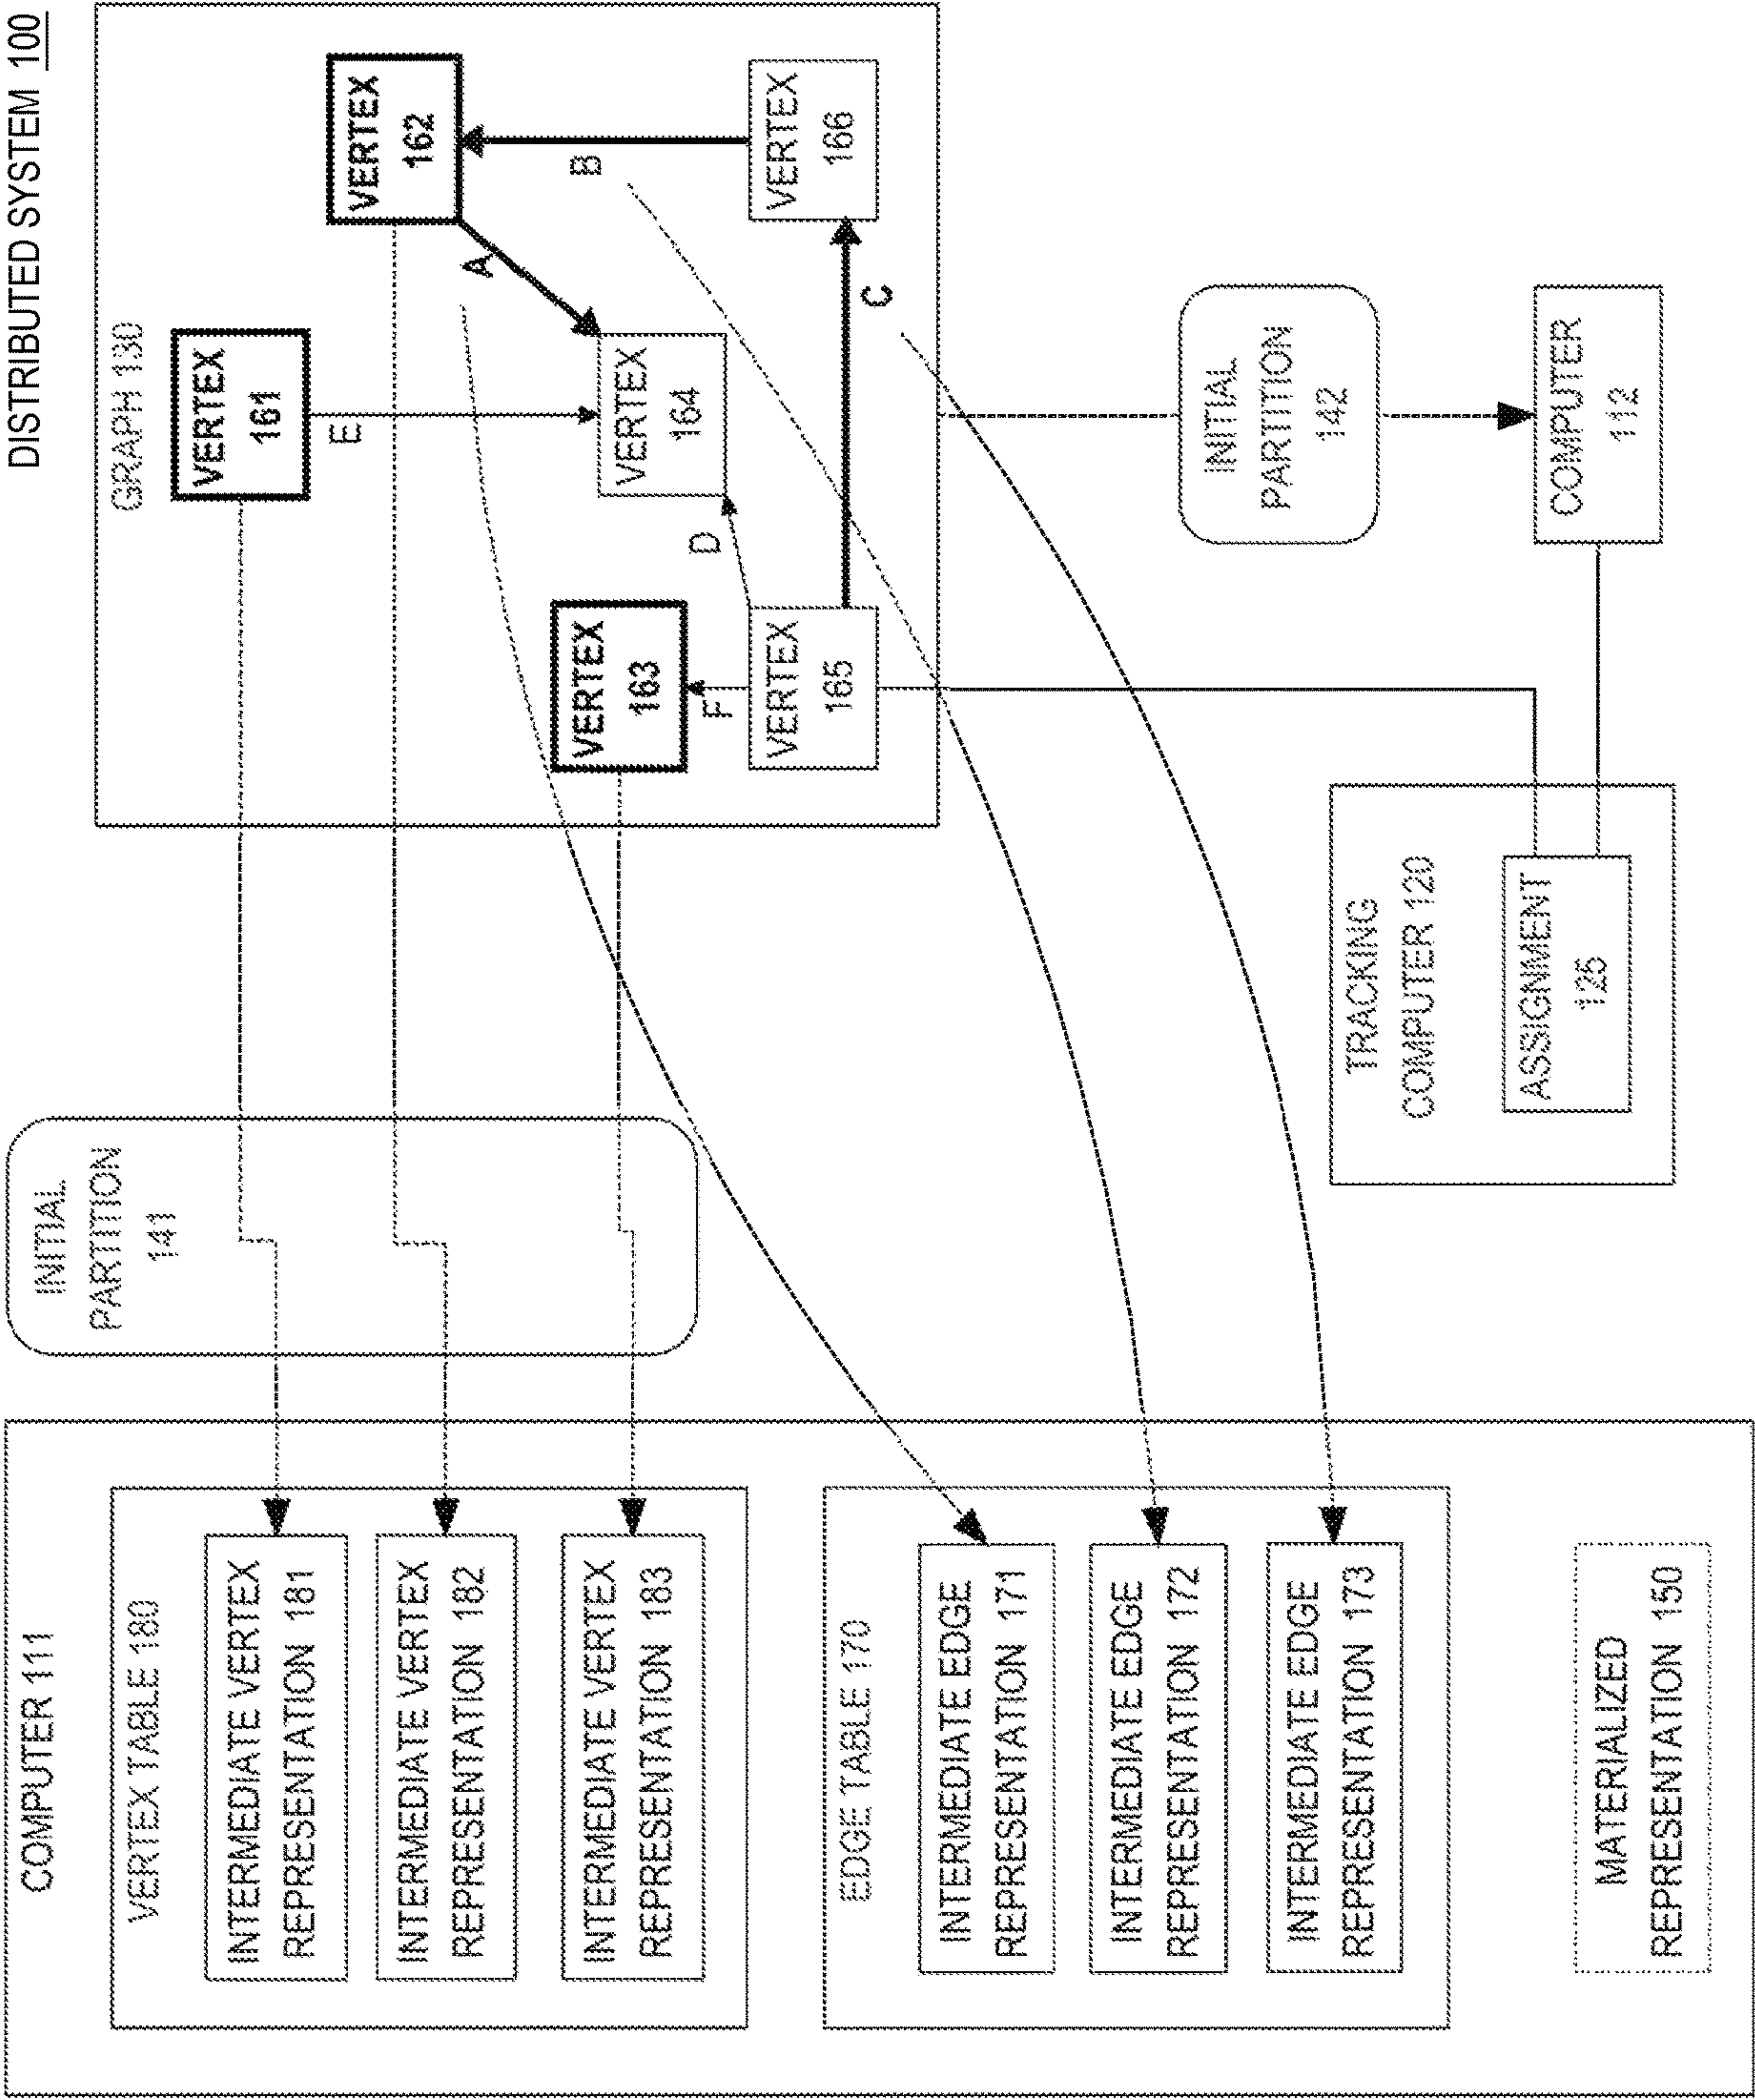 DISTRIBUTED SYSTEM 100
COMPUTER 111
VERTEX TABLE 180
INTERMEDIATE VERTEX
REPRESENTATION 181
INTERMEDIATE VERTEX
REPRESENTATION 182
INTERMEDIATE VERTEX
REPRESENTATION 183
EDGE TABLE 170
INTERMEDIATE EDGE
REPRESENTATION 171
INTERMEDIATE EDGE
REPRESENTATION 172
INTERMEDIATE EDGE
REPRESENTATION 173
MATERIALIZED
REPRESENTATION 150
INITIAL
PARTITION
141
GRAPH 130
VERTEX
161
VERTEX
162
VERTEX
163
VERTEX
164
VERTEX
165
VERTEX
166
E
A
B
D
F
C
TRACKING
COMPUTER 120
ASSIGNMENT
125
INITIAL
PARTITION
142
COMPUTER
112